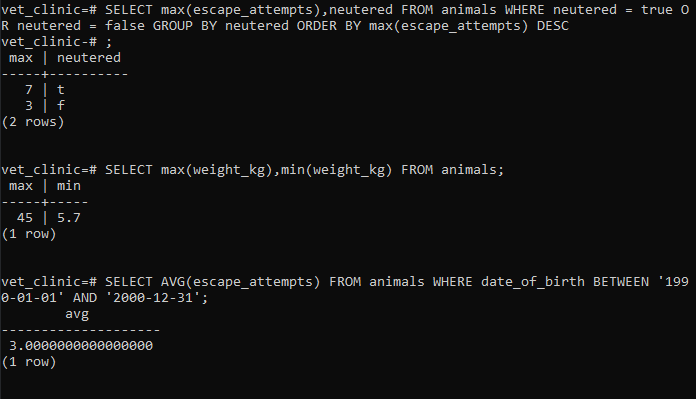 vet_clinic=# SELECT max(escape_attempts),neutered FROM animals WHERE neutered = true O
R neutered = false GROUP BY neutered ORDER BY max(escape_attempts) DESC
vet_clinic-# ;
 max | neutered
-----+----------
   7 | t
   3 | f
(2 rows)
vet_clinic=# SELECT max(weight_kg),min(weight_kg) FROM animals;
 max | min
-----+-----
  45 | 5.7
(1 row)
vet_clinic=# SELECT AVG(escape_attempts) FROM animals WHERE date_of_birth BETWEEN '199
0-01-01' AND '2000-12-31';
        avg
--------------------
 3.0000000000000000
(1 row)